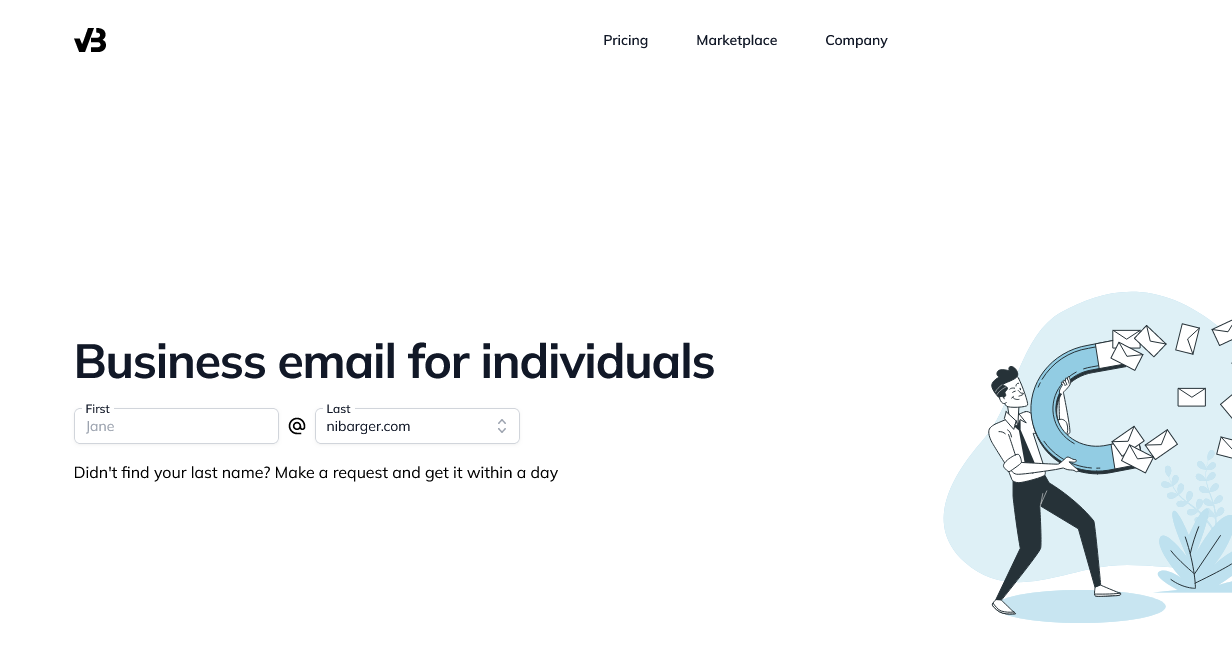 Pricing Marketplace Company
Business email for individuals
First Last
Jane @ nibarger.com
Didn't find your last name? Make a request and get it within a day